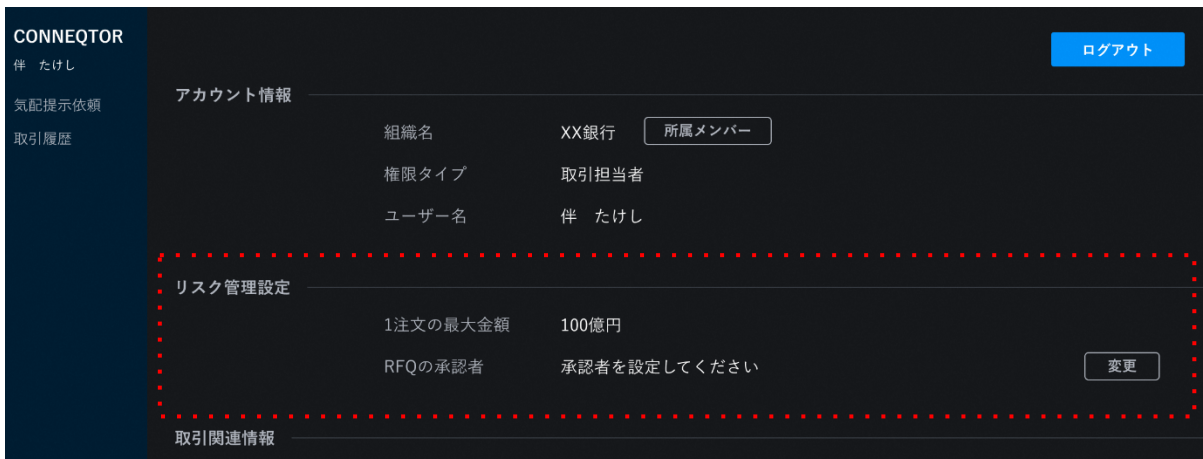 CONNEQTOR
伴　たけし
気配提示依頼
取引履歴
ログアウト
アカウント情報
組織名 XX銀行 所属メンバー
権限タイプ 取引担当者
ユーザー名 伴　たけし
リスク管理設定
1注文の最大金額 100億円
RFQの承認者 承認者を設定してください 変更
取引関連情報